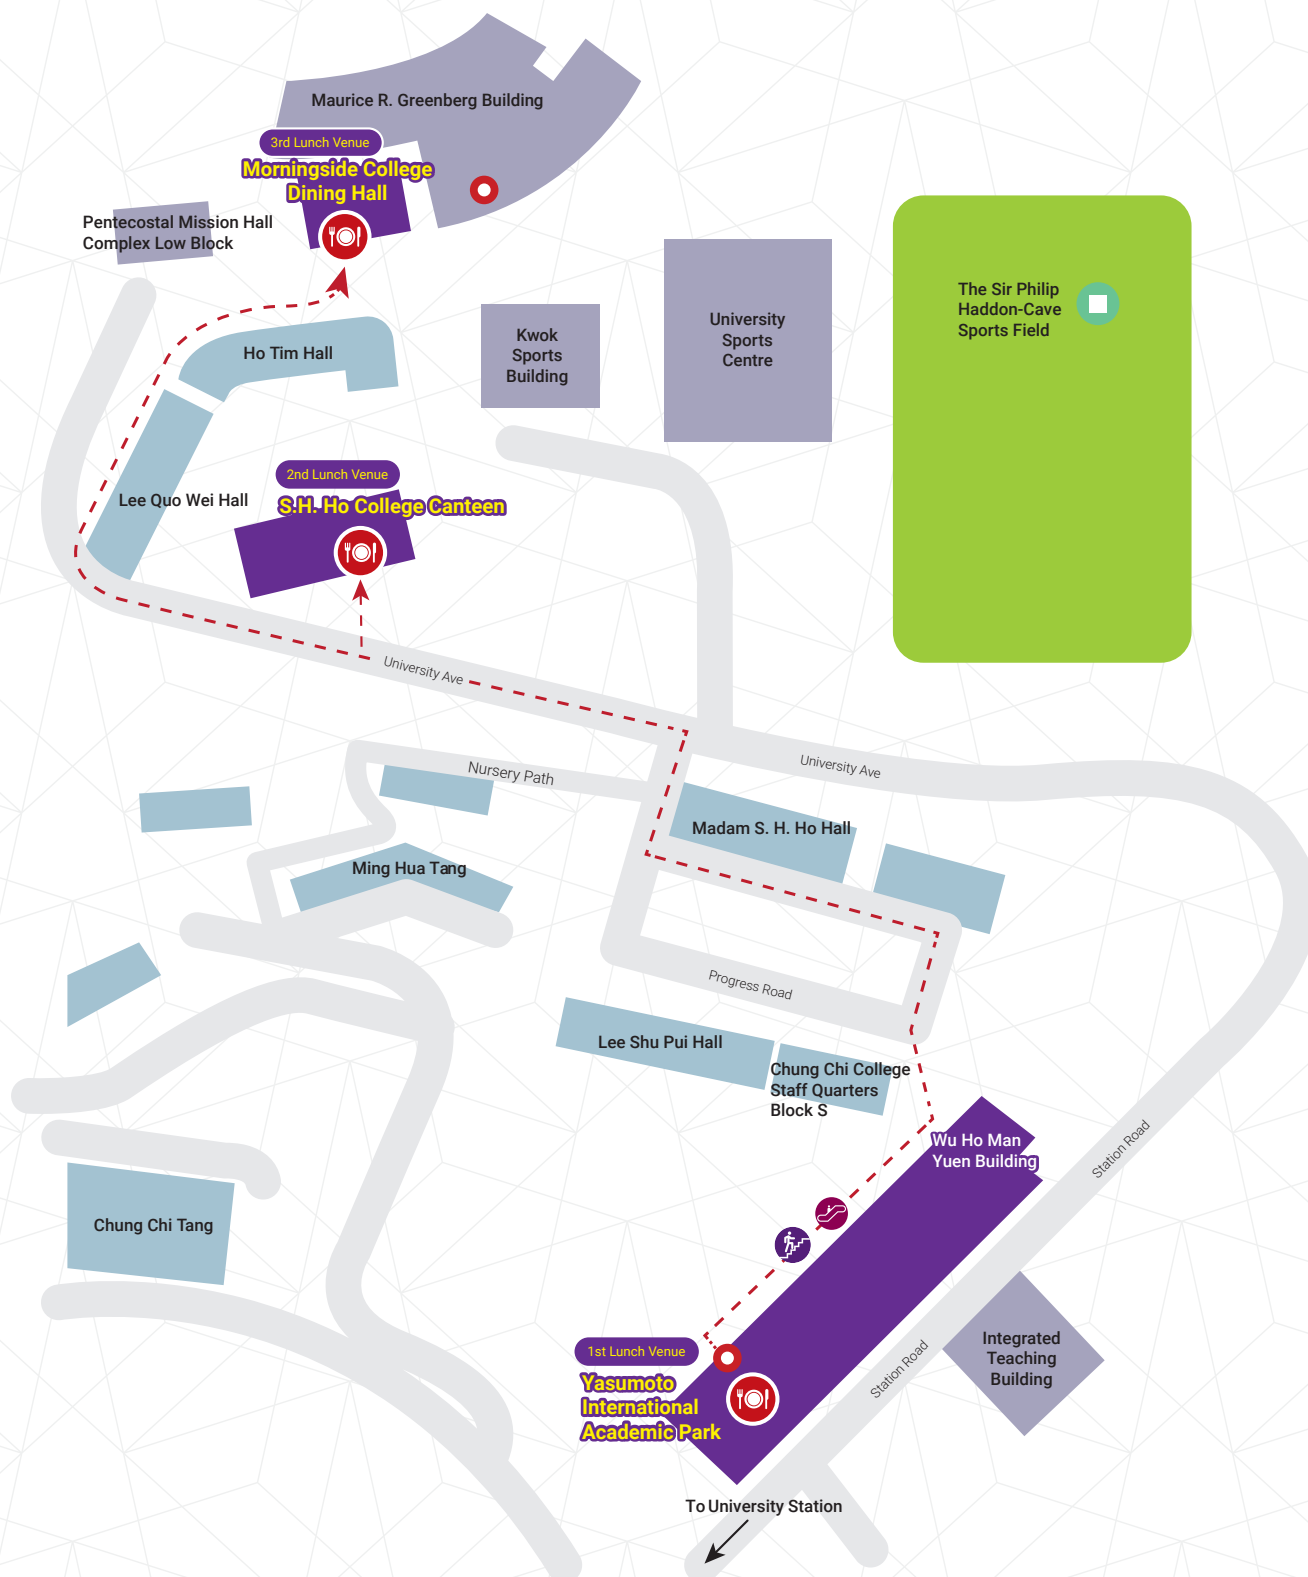 Maurice R. Greenberg Building
3rd Lunch Venue
Morningside College
Dining Hall
Pentecostal Mission Hall
Complex Low Block
The Sir Philip
Haddon-Cave
Sports Field
University
Sports
Centre
Kwok
Sports
Building
Ho Tim Hall
2nd Lunch Venue
S.H. Ho College Canteen
Lee Quo Wei Hall
University Ave
University Ave
Nursery Path
Madam S. H. Ho Hall
Ming Hua Tang
Progress Road
Lee Shu Pui Hall
Chung Chi College
Staff Quarters
Block S
Wu Ho Man
Yuen Building
Station Road
Chung Chi Tang
Integrated
Teaching
Building
Station Road
1st Lunch Venue
Yasumoto
International
Academic Park
To University Station